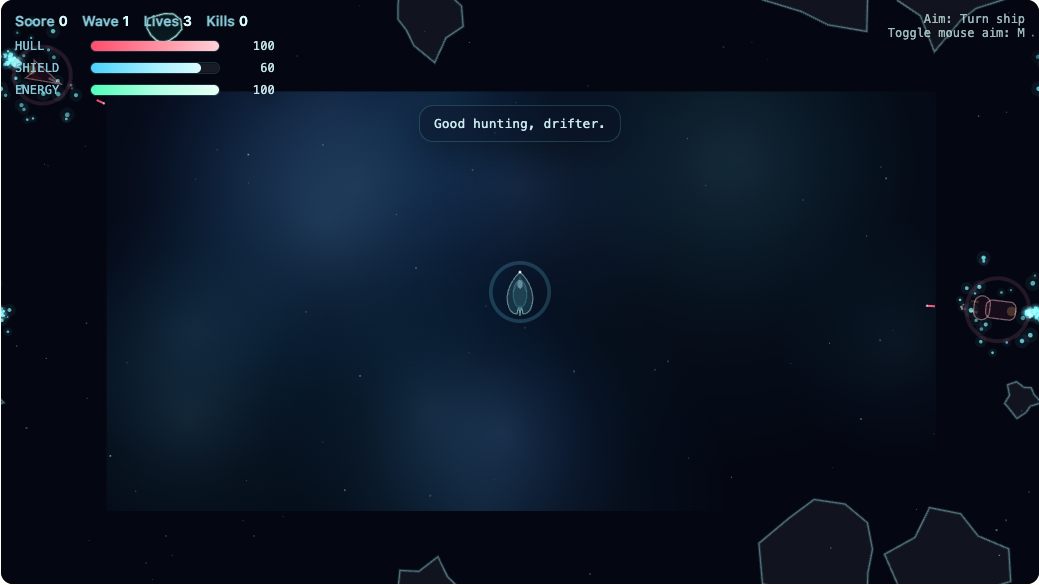 Score 0 Wave 1 Lives 3 Kills 0
HULL 100
SHIELD 60
ENERGY 100
Aim: Turn ship
Toggle mouse aim: M
Good hunting, drifter.